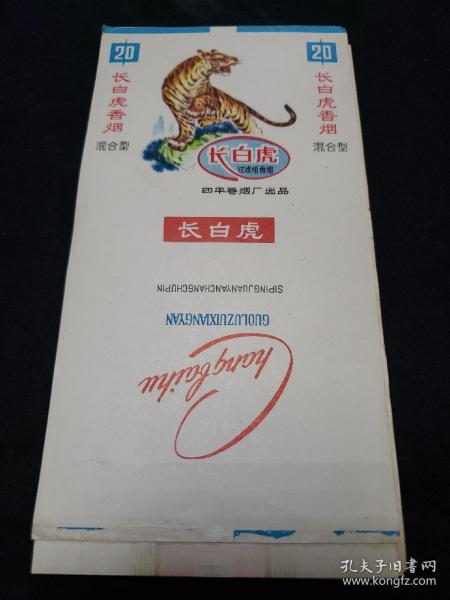 20
长白虎香烟
混合型
20
长白虎香烟
混合型
长白虎
过滤咀香烟
四平卷烟厂出品
长白虎
SIPINGJUANYANCHANGCHUPIN
GUOLUZUIXIANGYAN
Changbaihu
孔夫子旧书网
www.kongfz.com